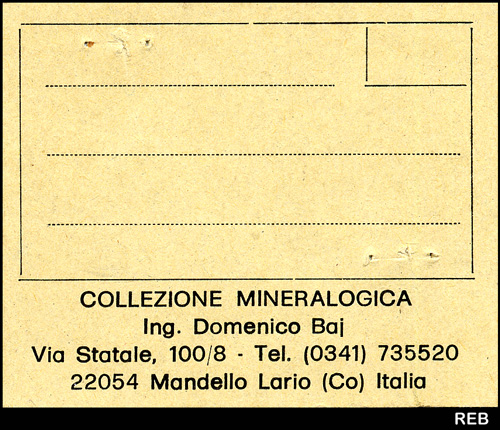 COLLEZIONE MINERALOGICA
Ing. Domenico Baj
Via Statale, 100/8 - Tel. (0341) 735520
22054 Mandello Lario (Co) Italia
REB